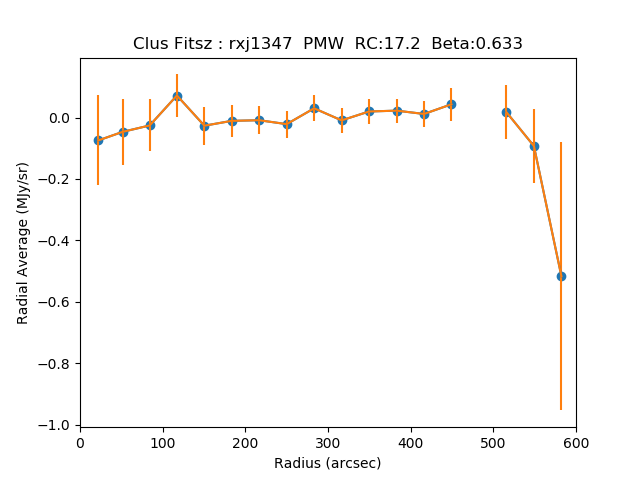 Clus Fitsz : rxj1347  PMW  RC:17.2  Beta:0.633
Radial Average (MJy/sr)
0.0
−0.2
−0.4
−0.6
−0.8
−1.0
0 100 200 300 400 500 600
Radius (arcsec)